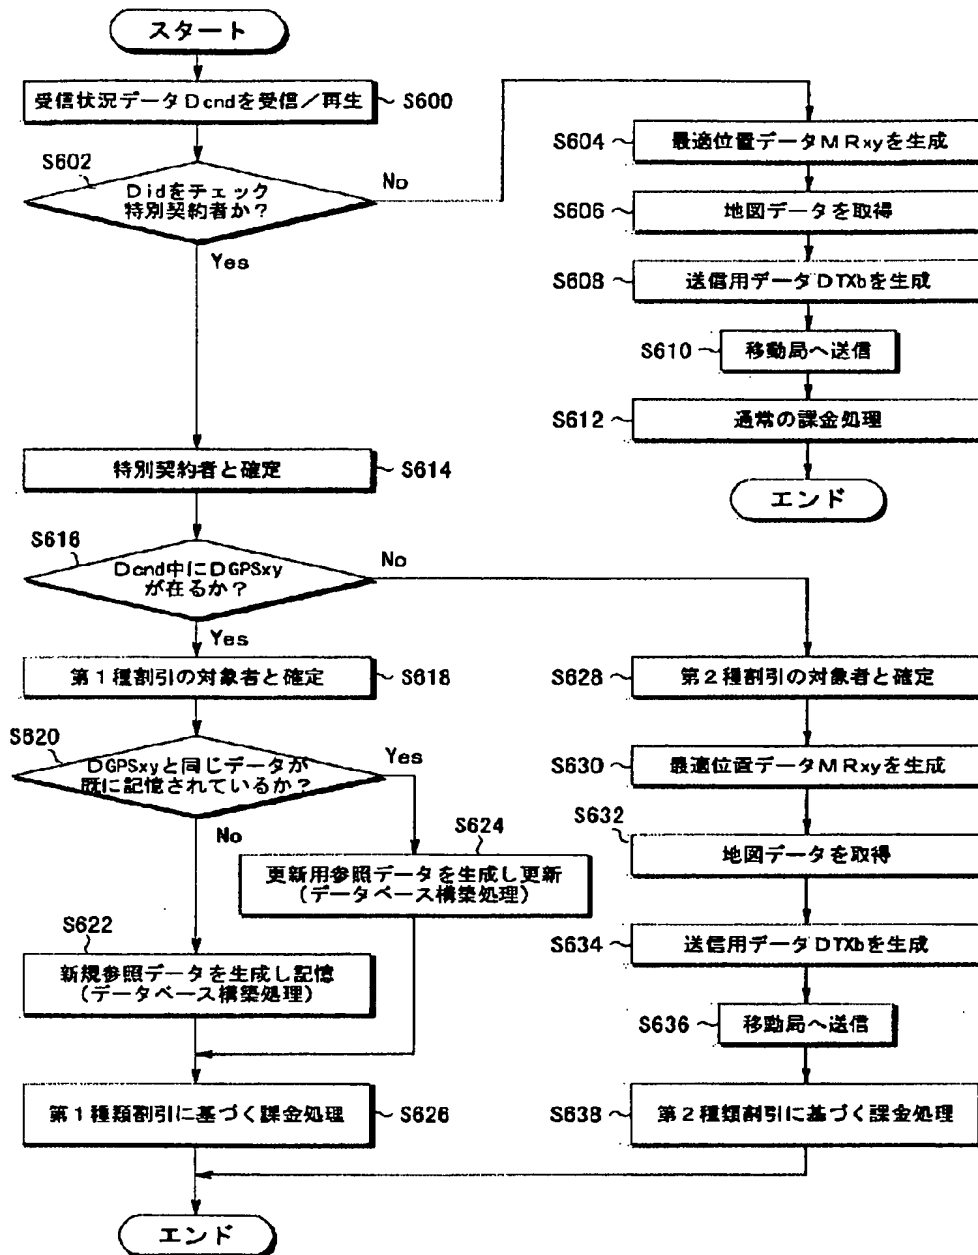 スタート
受信状況データDcndを受信／再生
S600
S602
Didをチェック
特別契約者か？
No
Yes
S604
最適位置データMRxyを生成
S606
地図データを取得
S608
送信用データDTXbを生成
S610
移動局へ送信
S612
通常の課金処理
エンド
特別契約者と確定
S614
S616
Dcnd中にDGPSxy
が在るか？
No
Yes
第1種割引の対象者と確定
S618
S620
DGPSxyと同じデータが
既に記憶されているか？
Yes
No
S624
更新用参照データを生成し更新
(データベース構築処理)
S622
新規参照データを生成し記憶
(データベース構築処理)
第1種類割引に基づく課金処理
S626
S628
第2種割引の対象者と確定
S630
最適位置データMRxyを生成
S632
地図データを取得
S634
送信用データDTXbを生成
S636
移動局へ送信
S638
第2種類割引に基づく課金処理
エンド